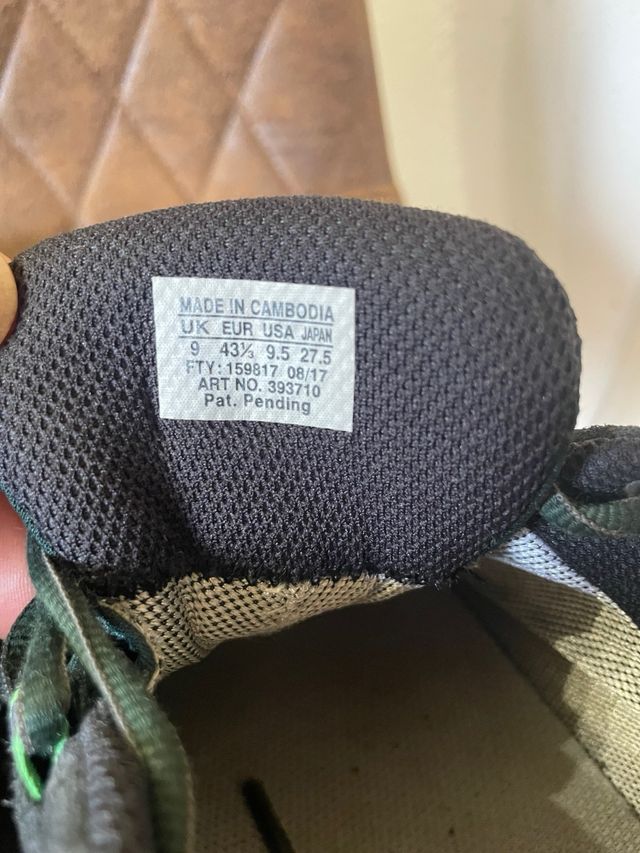 MADE IN CAMBODIA
UK EUR USA JAPAN
9 43⅓ 9.5 27.5
FTY: 159817 08/17
ART NO. 393710
Pat. Pending